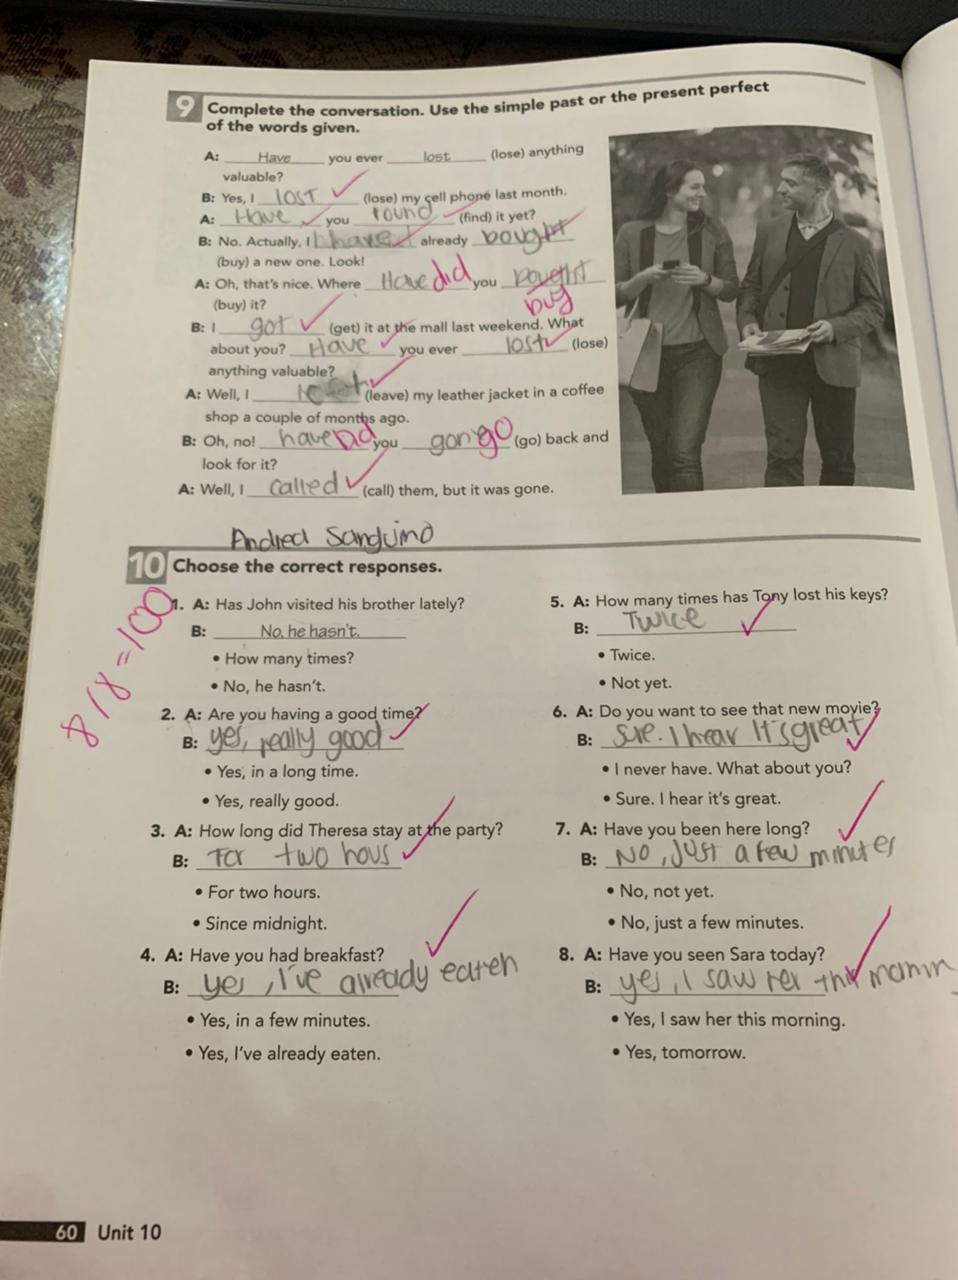 9 Complete the conversation. Use the simple past or the present perfect
of the words given.
A: Have you ever lost (lose) anything
valuable?
B: Yes, I lost (lose) my cell phone last month.
A: Have you found (find) it yet?
B: No. Actually, I have already bought
(buy) a new one. Look!
A: Oh, that's nice. Where Have did you bought
(buy) it? buy
B: I got (get) it at the mall last weekend. What
about you? Have you ever lost (lose)
anything valuable?
A: Well, I (leave) my leather jacket in a coffee
shop a couple of months ago.
B: Oh, no! have Did you gon go (go) back and
look for it?
A: Well, I called (call) them, but it was gone.
10 Choose the correct responses.
8/8=100
1. A: Has John visited his brother lately?
B: No, he hasn't.
• How many times?
• No, he hasn't.
2. A: Are you having a good time?
B: yes, really good
• Yes, in a long time.
• Yes, really good.
3. A: How long did Theresa stay at the party?
B: For two hous
• For two hours.
• Since midnight.
4. A: Have you had breakfast?
B: yes, I've already eaten
• Yes, in a few minutes.
• Yes, I've already eaten.
5. A: How many times has Tony lost his keys?
B: Twice
• Twice.
• Not yet.
6. A: Do you want to see that new movie?
B: Sure. I hear It's great
• I never have. What about you?
• Sure. I hear it's great.
7. A: Have you been here long?
B: No, Just a few minutes
• No, not yet.
• No, just a few minutes.
8. A: Have you seen Sara today?
B: yes, I saw her this
• Yes, I saw her this morning.
• Yes, tomorrow.
60 Unit 10